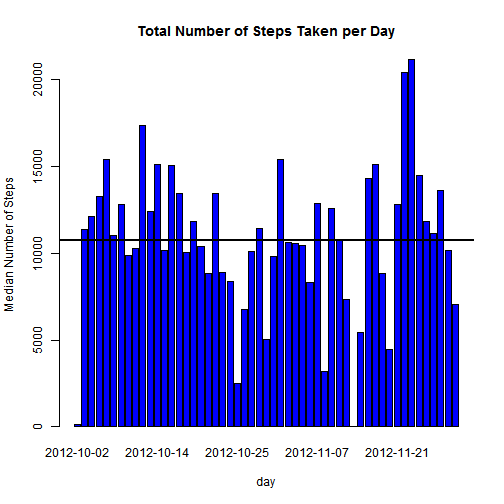 Total Number of Steps Taken per Day
Median Number of Steps
20000
15000
10000
5000
0
2012-10-02 2012-10-14 2012-10-25 2012-11-07 2012-11-21
day